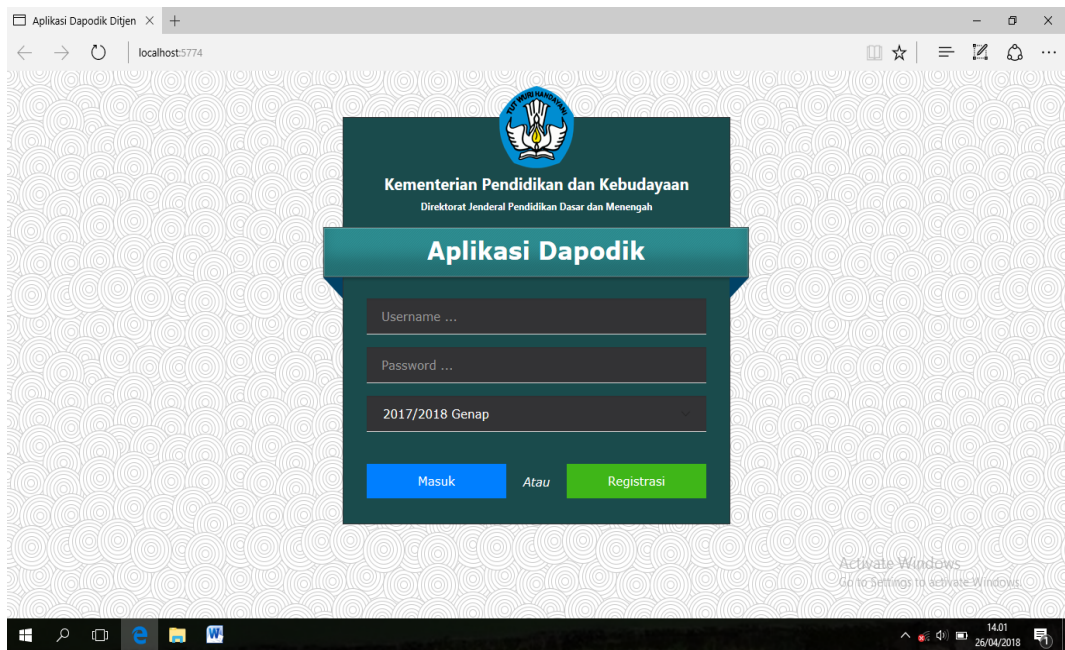 Aplikasi Dapodik Ditjen
localhost:5774
TUT WURI HANDAYANI
Kementerian Pendidikan dan Kebudayaan
Direktorat Jenderal Pendidikan Dasar dan Menengah
Aplikasi Dapodik
Username ...
Password ...
2017/2018 Genap
Masuk
Atau
Registrasi
Activate Windows
Go to Settings to activate Windows.
14.01
26/04/2018